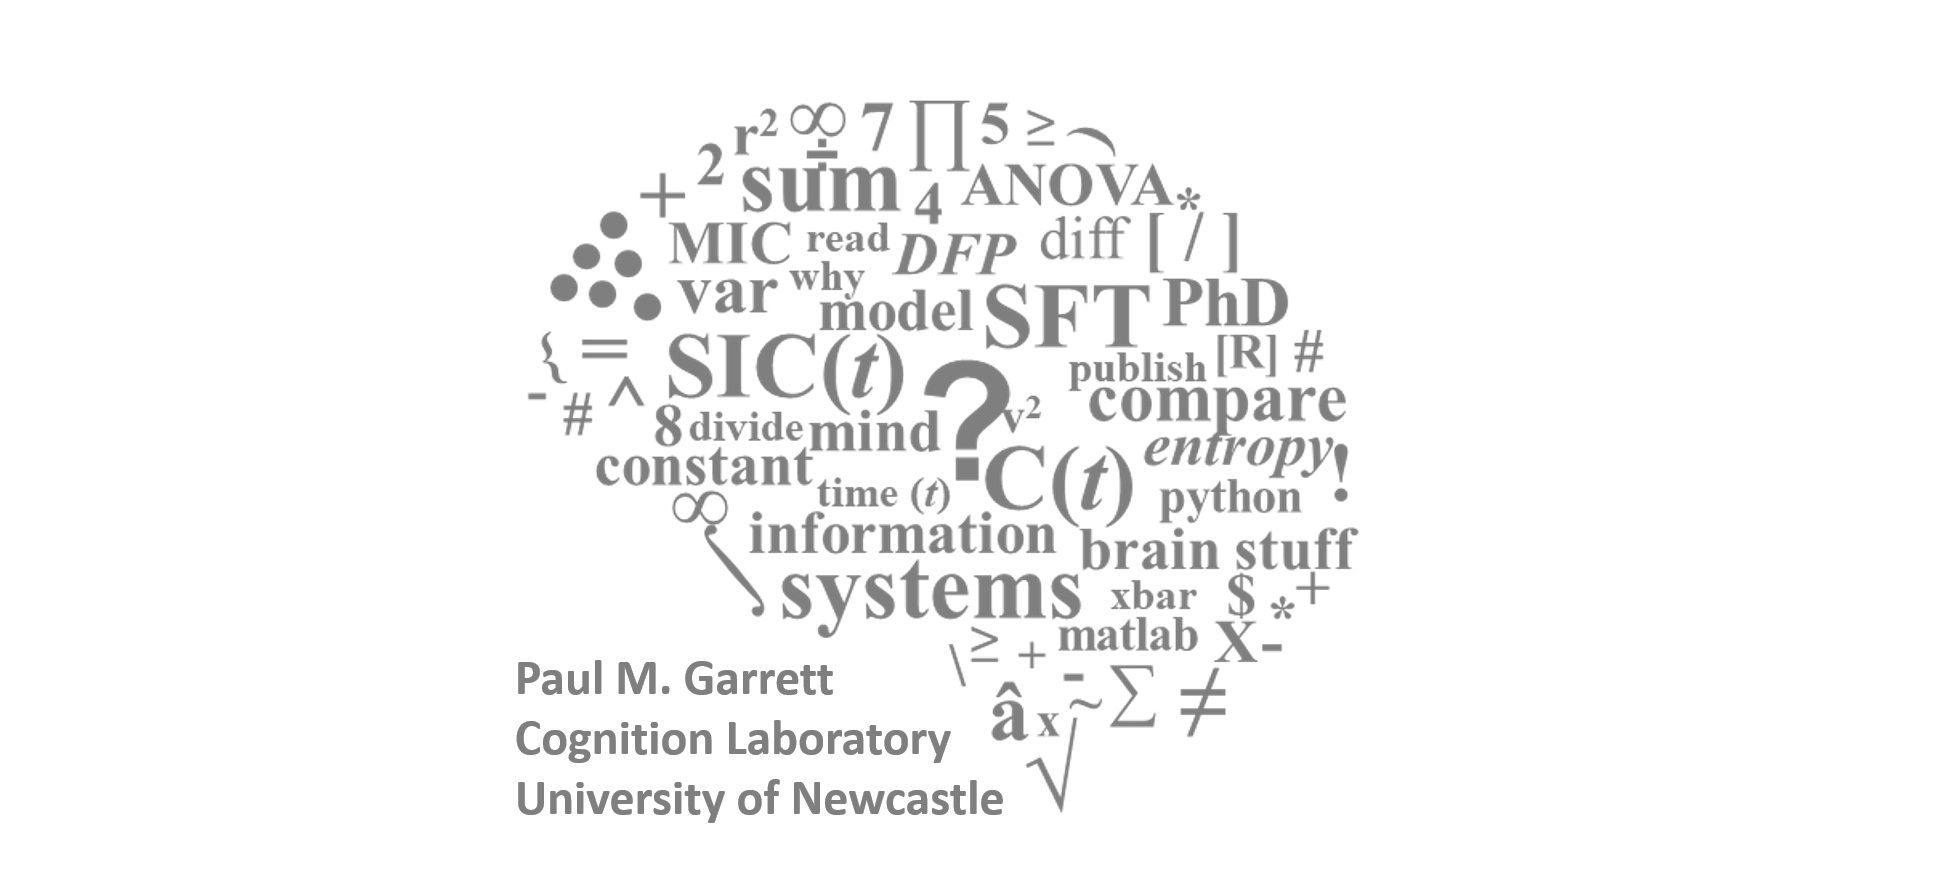 r² ∞ 7 ∏ 5 ≥ ⌒
+ 2 ÷ sum 4 ANOVA *
MIC read DFP diff [ / ]
var why model SFT PhD
{ = SIC(t) ? publish [R] #
- # ^ 8 divide mind v² compare
constant time (t) C(t) entropy !
∞ information python
∫ systems brain stuff
xbar $ * +
\ ≥ + matlab X -
Paul M. Garrett
- â x ~ ∑ ≠
Cognition Laboratory
√
University of Newcastle